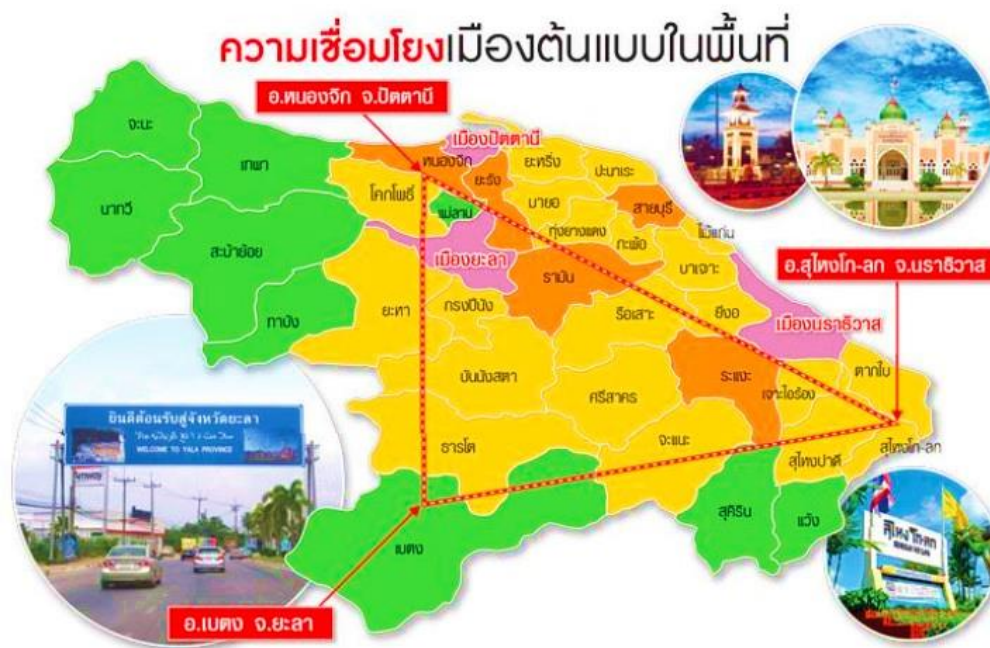 ความเชื่อมโยงเมืองต้นแบบในพื้นที่
อ.หนองจิก จ.ปัตตานี
เมืองปัตตานี
จะนะ
เทพา
หนองจิก
ยะรัง
ยะหริ่ง
ปะนาเระ
นาทวี
โคกโพธิ์
แม่ลาน
มายอ
สายบุรี
ทุ่งยางแดง
กะพ้อ
ไม้แก่น
สะบ้าย้อย
เมืองยะลา
รามัน
บาเจาะ
อ.สุไหงโก-ลก จ.นราธิวาส
ยะหา
กรงปินัง
รือเสาะ
ยี่งอ
เมืองนราธิวาส
กาบัง
บันนังสตา
ศรีสาคร
ระแงะ
เจาะไอร้อง
ตากใบ
ธารโต
จะแนะ
สุไหงปาดี
สุไหงโก-ลก
ยินดีต้อนรับสู่จังหวัดยะลา
WELCOME TO YALA PROVINCE
เบตง
สุคิริน
แว้ง
สุไหงโก-ลก
อ.เบตง จ.ยะลา